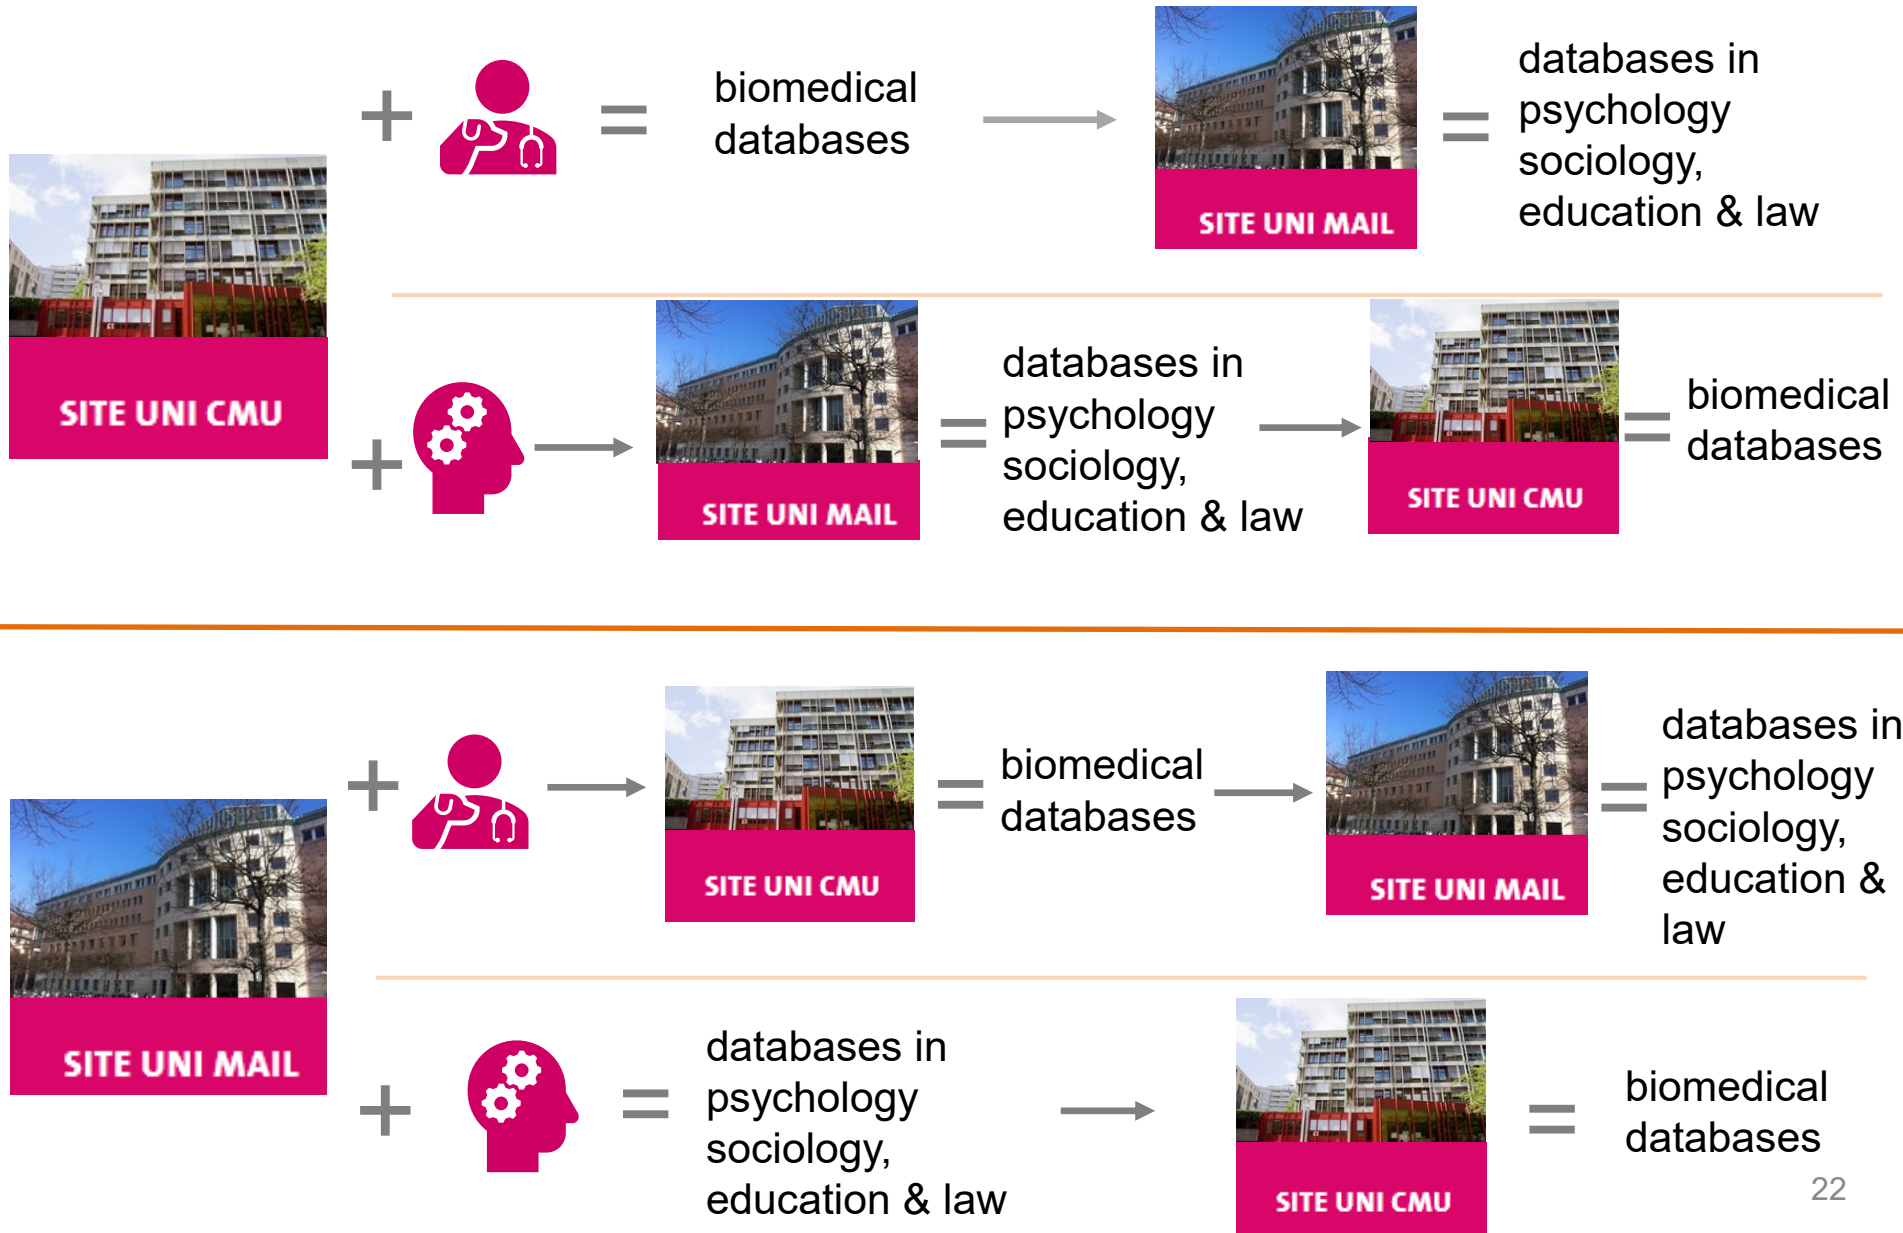 biomedical
databases
SITE UNI MAIL
databases in
psychology
sociology,
education & law
SITE UNI CMU
SITE UNI MAIL
databases in
psychology
sociology,
education & law
SITE UNI CMU
biomedical
databases
SITE UNI MAIL
SITE UNI CMU
biomedical
databases
SITE UNI MAIL
databases in
psychology
sociology,
education &
law
databases in
psychology
sociology,
education & law
SITE UNI CMU
biomedical
databases
22